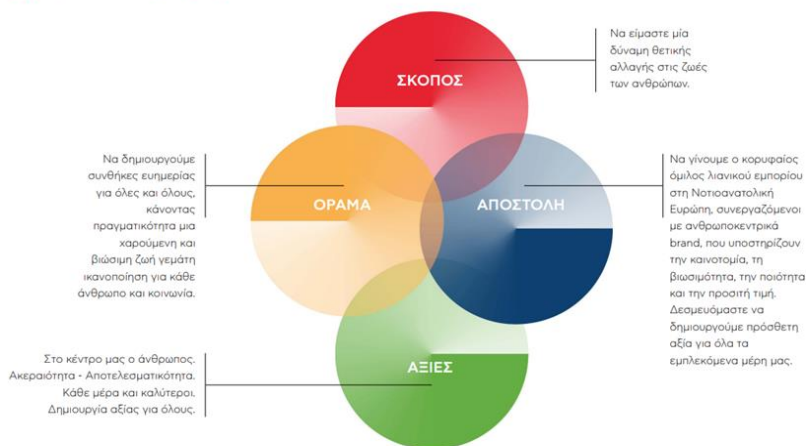 ΣΚΟΠΟΣ
Να είμαστε μία
δύναμη θετικής
αλλαγής στις ζωές
των ανθρώπων.
Να δημιουργούμε
συνθήκες ευημερίας
για όλες και όλους,
κάνοντας
πραγματικότητα μια
χαρούμενη και
βιώσιμη ζωή γεμάτη
ικανοποίηση για κάθε
άνθρωπο και κοινωνία.
ΟΡΑΜΑ
ΑΠΟΣΤΟΛΗ
Να γίνουμε ο κορυφαίος
όμιλος λιανικού εμπορίου
στη Νοτιοανατολική
Ευρώπη, συνεργαζόμενοι
με ανθρωποκεντρικά
brand, που υποστηρίζουν
την καινοτομία, τη
βιωσιμότητα, την ποιότητα
και την προσιτή τιμή.
Δεσμευόμαστε να
δημιουργούμε πρόσθετη
αξία για όλα τα
εμπλεκόμενα μέρη μας.
Στο κέντρο μας ο άνθρωπος.
Ακεραιότητα - Αποτελεσματικότητα.
Κάθε μέρα και καλύτεροι.
Δημιουργία αξίας για όλους.
ΑΞΙΕΣ